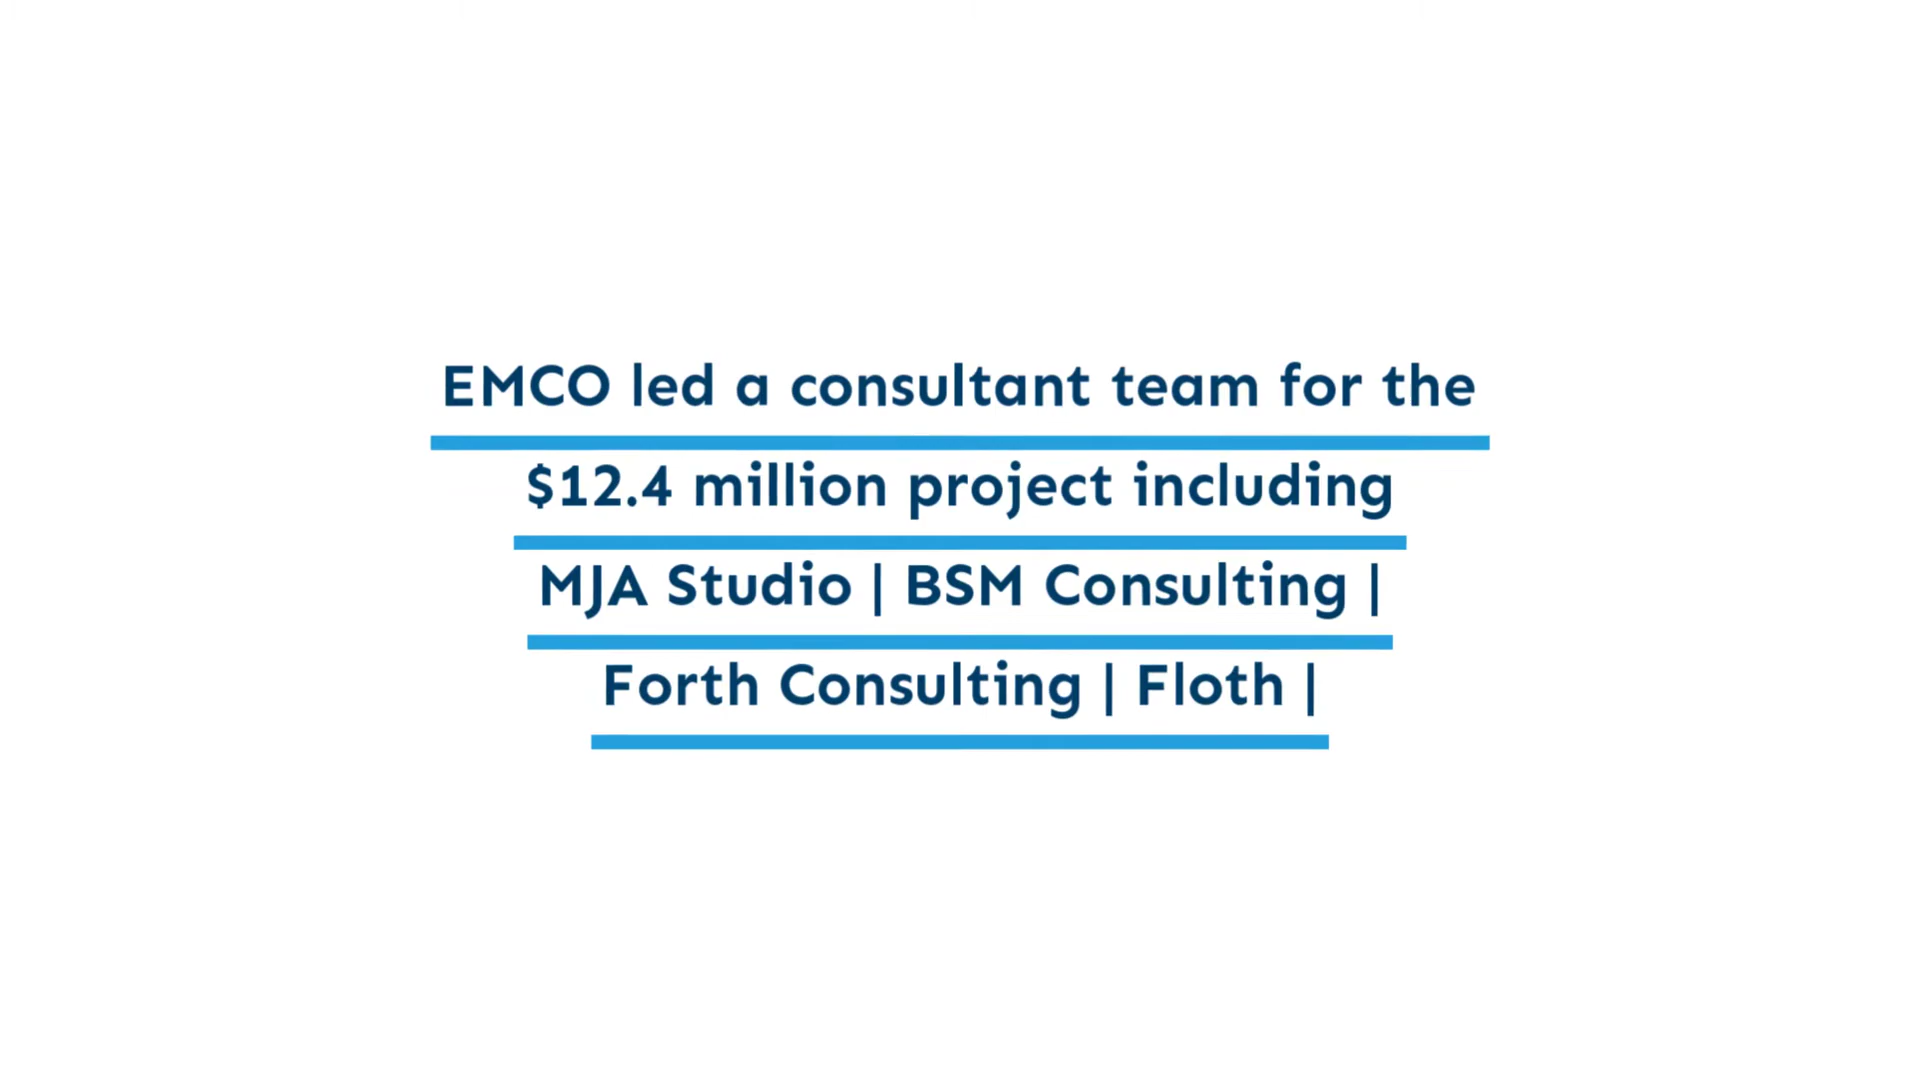 EMCO led a consultant team for the
$12.4 million project including
MJA Studio | BSM Consulting |
Forth Consulting | Floth |